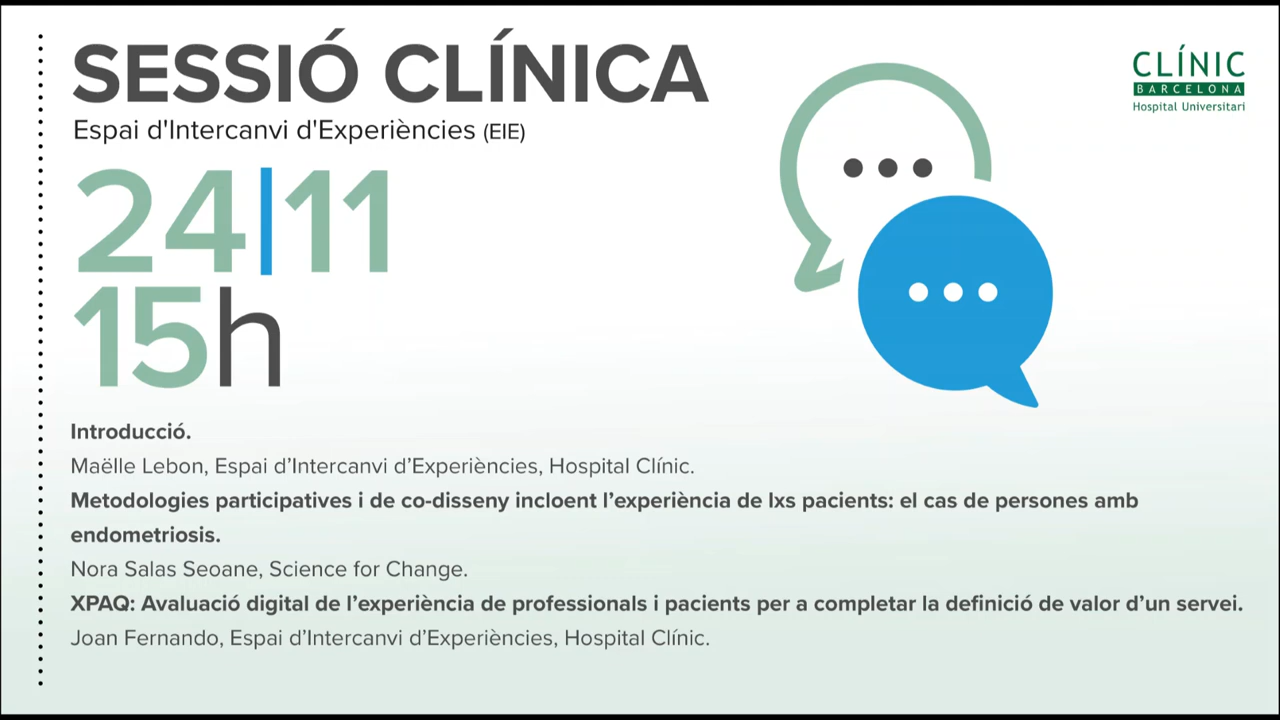 SESSIÓ CLÍNICA
Espai d'Intercanvi d'Experiències (EIE)
24|11
15h
CLÍNIC
BARCELONA
Hospital Universitari
Introducció.
Maëlle Lebon, Espai d’Intercanvi d’Experiències, Hospital Clínic.
Metodologies participatives i de co-disseny incloent l’experiència de lxs pacients: el cas de persones amb
endometriosis.
Nora Salas Seoane, Science for Change.
XPAQ: Avaluació digital de l’experiència de professionals i pacients per a completar la definició de valor d’un servei.
Joan Fernando, Espai d’Intercanvi d’Experiències, Hospital Clínic.